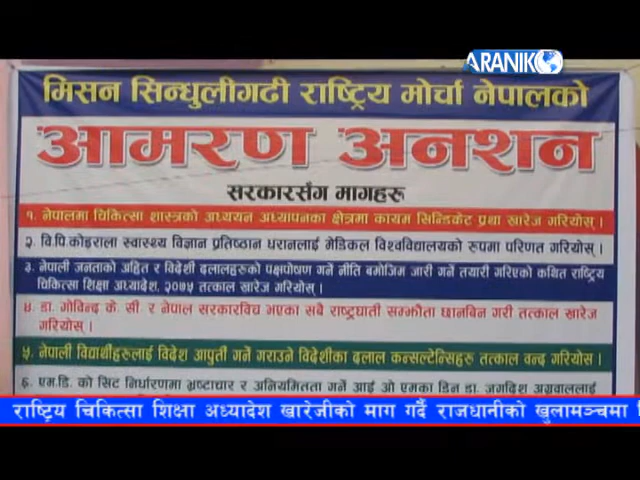 ARANIKO
मिसन सिन्धुलीगढी राष्ट्रिय मोर्चा नेपालको
आमरण अनशन
सरकारसँग मागहरू
१. नेपालमा चिकित्सा शास्त्रको अध्ययन अध्यापनका क्षेत्रमा कायम सिन्डिकेट प्रथा खारेज गरियोस् ।
२. वि.पि.कोइराला स्वास्थ्य विज्ञान प्रतिष्ठान धरानलाई मेडिकल विश्वविद्यालयको रुपमा परिणत गरियोस् ।
३. नेपाली जनताको अहित र विदेशी दलालहरुको पक्षपोषण गर्ने नीति बमोजिम जारी गर्ने तयारी गरिएको कथित राष्ट्रिय
चिकित्सा शिक्षा अध्यादेश, २०७५ तत्काल खारेज गरियोस् ।
४. डा. गोविन्द के. सी र नेपाल सरकारविच भएका सबै राष्ट्रघाती सम्झौता छानबिन गरी तत्काल खारेज
गरियोस् ।
५. नेपाली विद्यार्थीहरुलाई विदेश आपुर्ती गर्ने गराउने विदेशीका दलाल कन्सल्टेन्सिहरु तत्काल वन्द गरियोस ।
६. एम.डि. को सिट निर्धारणमा भ्रष्टाचार र अनियमितता गर्ने आई ओ एमका डिन डा. जगदिश अग्रवाललाई
राष्ट्रिय चिकित्सा शिक्षा अध्यादेश खारेजीको माग गर्दै राजधानीको खुलामञ्चमा